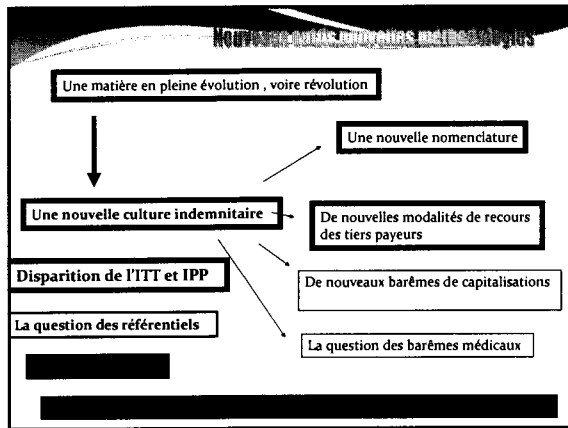 Une matière en pleine évolution , voire révolution
Une nouvelle nomenclature
Une nouvelle culture indemnitaire
De nouvelles modalités de recours
des tiers payeurs
Disparition de l'ITT et IPP
De nouveaux barêmes de capitalisations
La question des référentiels
La question des barêmes médicaux